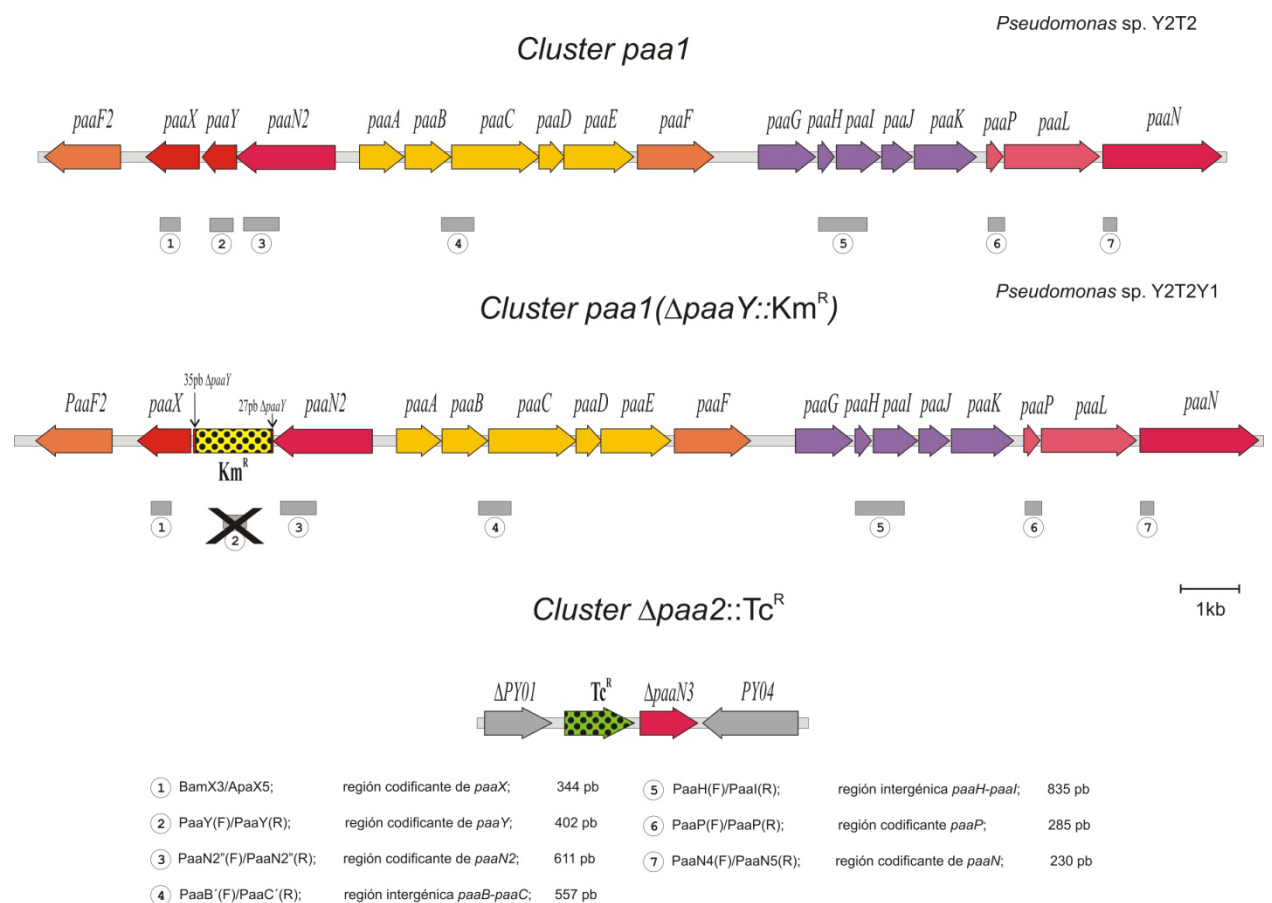 Pseudomonas sp. Y2T2
Cluster paa1
paaF2 paaX paaY paaN2 paaA paaB paaC paaD paaE paaF paaG paaH paaI paaJ paaK paaP paaL paaN
1 2 3 4 5 6 7
Pseudomonas sp. Y2T2Y1
Cluster paa1(ΔpaaY::Km^R)
35pb ΔpaaY
27pb ΔpaaY
PaaF2 paaX paaN2 paaA paaB paaC paaD paaE paaF paaG paaH paaI paaJ paaK paaP paaL paaN
Km^R
1 2 3 4 5 6 7
1kb
Cluster Δpaa2::Tc^R
ΔPY01 Tc^R ΔpaaN3 PY04
1 BamX3/ApaX5; región codificante de paaX; 344 pb
2 PaaY(F)/PaaY(R); región codificante de paaY; 402 pb
3 PaaN2"(F)/PaaN2"(R); región codificante de paaN2; 611 pb
4 PaaB´(F)/PaaC´(R); región intergénica paaB-paaC; 557 pb
5 PaaH(F)/PaaI(R); región intergénica paaH-paaI; 835 pb
6 PaaP(F)/PaaP(R); región codificante paaP; 285 pb
7 PaaN4(F)/PaaN5(R); región codificante de paaN; 230 pb